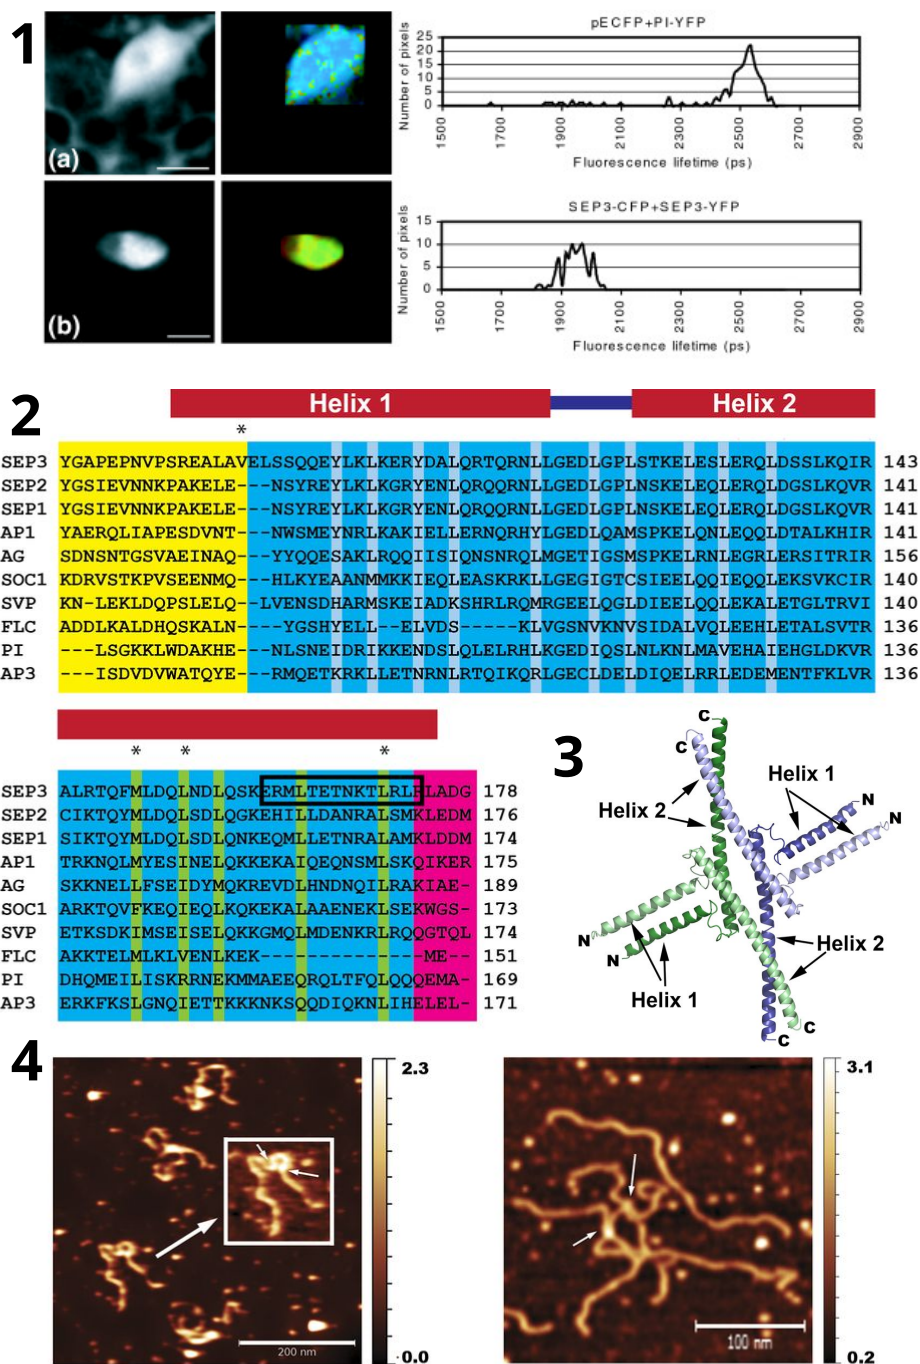 1
(a)
pECFP+PI-YFP
Number of pixels
25
20
15
10
5
0
1500 1700 1900 2100 2300 2500 2700 2900
Fluorescence lifetime (ps)
(b)
SEP3-CFP+SEP3-YFP
Number of pixels
15
10
5
0
1500 1700 1900 2100 2300 2500 2700 2900
Fluorescence lifetime (ps)
2
Helix 1 Helix 2
*
SEP3 YGAPEPNVPSREALAVELSSQQEYLKLKERYDALQRTQRNLLGEDLGPLSTKELESLERQLDSSLKQIR 143
SEP2 YGSIEVNNKPAKELE---NSYREYLKLKGRYENLQRQQRNLLGEDLGPLNSKELEQLERQLDGSLKQVR 141
SEP1 YGSIEVNNKPAKELE---NSYREYLKLKGRYENLQRQQRNLLGEDLGPLNSKELEQLERQLDGSLKQVR 141
AP1 YAERQLIAPESDVNT---NWSMEYNRLKAKIELLERNQRHYLGEDLQAMSPKELQNLEQQLDTALKHIR 141
AG SDNSNTGSVAEINAQ---YYQQESAKLRQQIISIQNSNRQLMGETIGSMSPKELRNLEGRLERSITRIR 156
SOC1 KDRVSTKPVSEENMQ---HLKYEAANMMKKIEQLEASKRKLLGEGIGTCSIEELQQIEQQLEKSVKCIR 140
SVP KN-LEKLDQPSLELQ--LVENSDHARMSKEIADKSHRLRQMRGEELQGLDIEELQQLEKALETGLTRVI 140
FLC ADDLKALDHQSKALN----YGSHYELL--ELVDS-----KLVGSNVKNVSIDALVQLEEHLETALSVTR 136
PI ---LSGKKLWDAKHE---NLSNEIDRIKKENDSLQLELRHLKGEDIQSLNLKNLMAVEHAIEHGLDKVR 136
AP3 ---ISDVDVWATQYE---RMQETKRKLLETNRNLRTQIKQRLGECLDELDIQELRRLEDEMENTFKLVR 136
* * *
SEP3 ALRTQFMLDQLNDLQSKERMLTETNKTLRLRLADG 178
SEP2 CIKTQYMLDQLSDLQGKEHILLDANRALSMKLEDM 176
SEP1 SIKTQYMLDQLSDLQNKEQMLLETNRALAMKLDDM 174
AP1 TRKNQLMYESINELQKKEKAIQEQNSMLSKQIKER 175
AG SKKNELLFSEIDYMQKREVDLHNDNQILRAKIAE- 189
SOC1 ARKTQVFKEQIEQLKQKEKALAAENEKLSEKWGS- 173
SVP ETKSDKIMSEISELQKKGMQLMDENKRLRQQGTQL 174
FLC AKKTELMLKLVENLKEK--------------ME-- 151
PI DHQMEILISKRRNEKMMAEEQRQLTFQLQQQEMA- 169
AP3 ERKFKSLGNQIETTKKKNKSQQDIQKNLIHELEL- 171
3
C
C
Helix 1
N
N
Helix 2
N
N
Helix 1
Helix 2
C
C
4
2.3
0.0
200 nm
3.1
0.2
100 nm